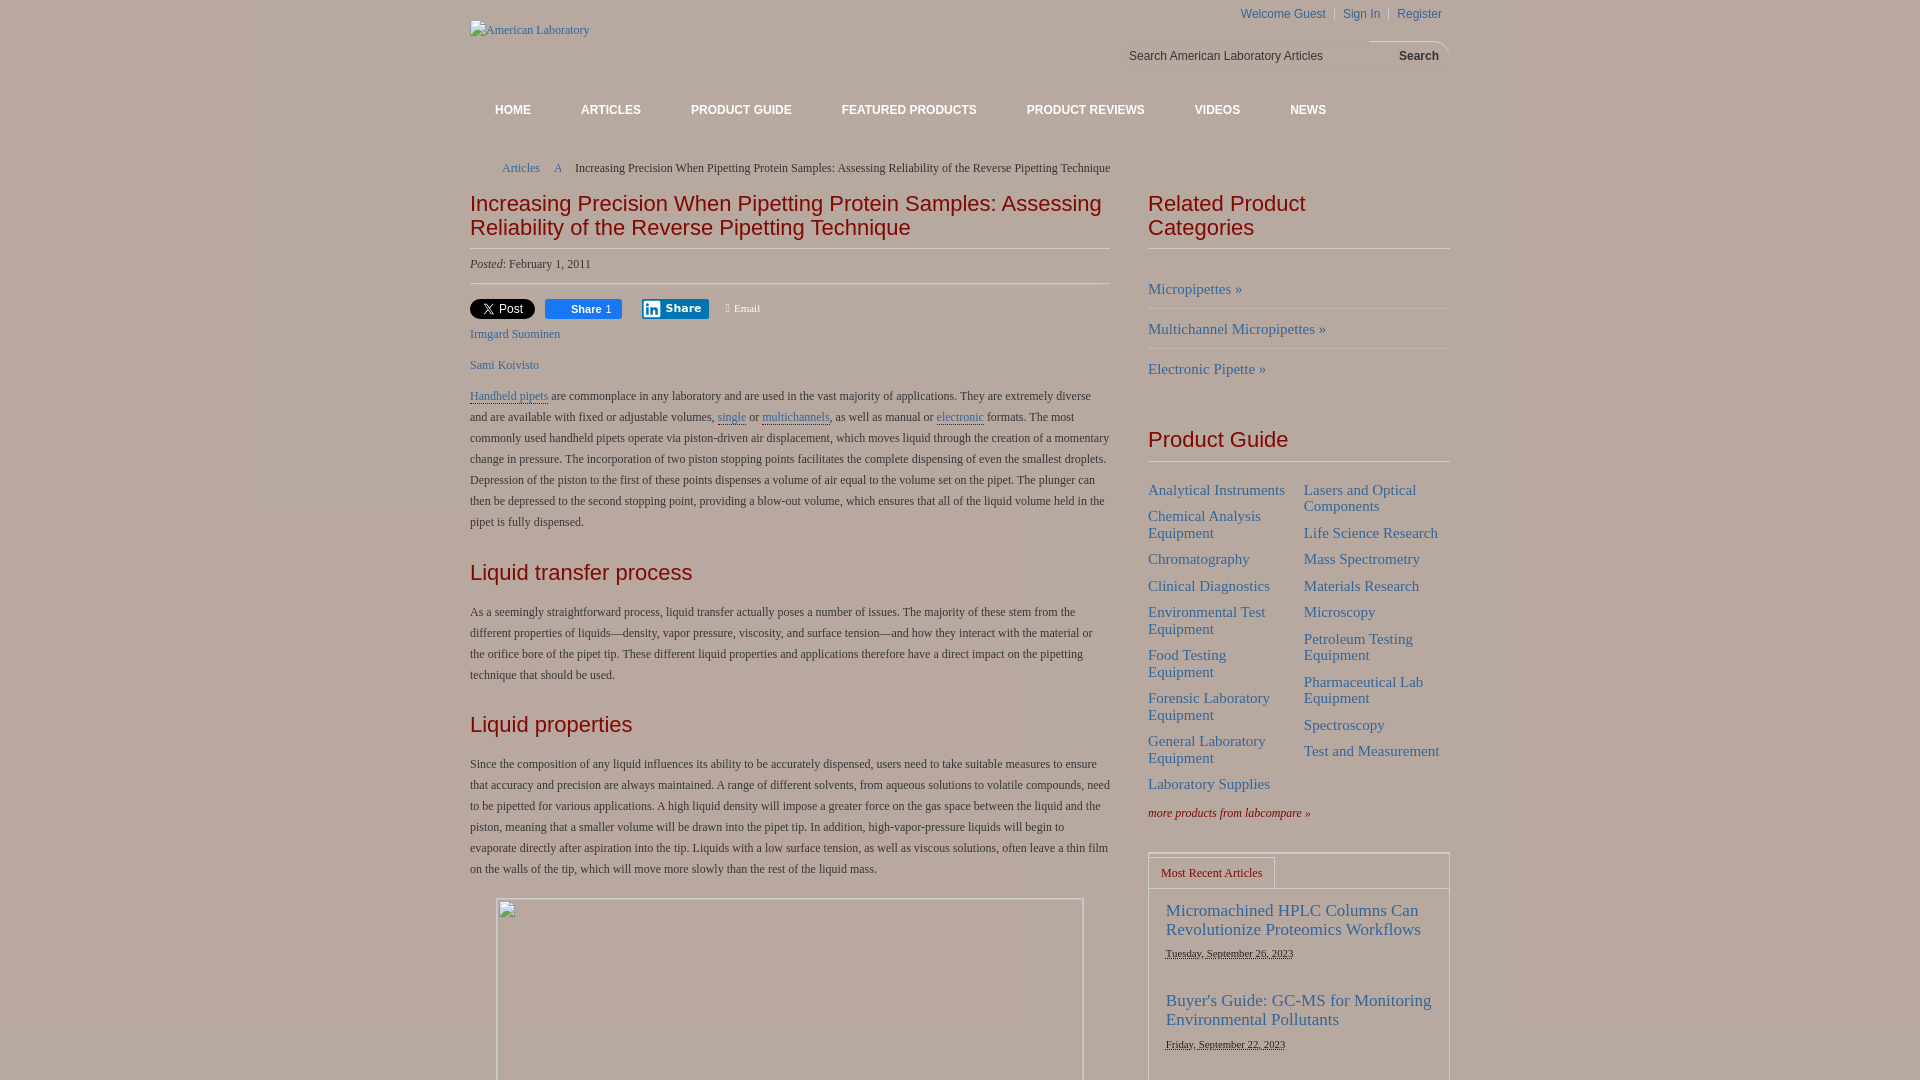 Welcome Guest
Sign In
Register
American Laboratory
Search American Laboratory Articles
Search
HOME
ARTICLES
PRODUCT GUIDE
FEATURED PRODUCTS
PRODUCT REVIEWS
VIDEOS
NEWS
Articles
A
Increasing Precision When Pipetting Protein Samples: Assessing Reliability of the Reverse Pipetting Technique
Increasing Precision When Pipetting Protein Samples: Assessing
Reliability of the Reverse Pipetting Technique
Posted: February 1, 2011
Post
Share 1
Share
Email
Irmgard Suominen
Sami Koivisto
Handheld pipets are commonplace in any laboratory and are used in the vast majority of applications. They are extremely diverse
and are available with fixed or adjustable volumes, single or multichannels, as well as manual or electronic formats. The most
commonly used handheld pipets operate via piston-driven air displacement, which moves liquid through the creation of a momentary
change in pressure. The incorporation of two piston stopping points facilitates the complete dispensing of even the smallest droplets.
Depression of the piston to the first of these points dispenses a volume of air equal to the volume set on the pipet. The plunger can
then be depressed to the second stopping point, providing a blow-out volume, which ensures that all of the liquid volume held in the
pipet is fully dispensed.
Liquid transfer process
As a seemingly straightforward process, liquid transfer actually poses a number of issues. The majority of these stem from the
different properties of liquids—density, vapor pressure, viscosity, and surface tension—and how they interact with the material or
the orifice bore of the pipet tip. These different liquid properties and applications therefore have a direct impact on the pipetting
technique that should be used.
Liquid properties
Since the composition of any liquid influences its ability to be accurately dispensed, users need to take suitable measures to ensure
that accuracy and precision are always maintained. A range of different solvents, from aqueous solutions to volatile compounds, need
to be pipetted for various applications. A high liquid density will impose a greater force on the gas space between the liquid and the
piston, meaning that a smaller volume will be drawn into the pipet tip. In addition, high-vapor-pressure liquids will begin to
evaporate directly after aspiration into the tip. Liquids with a low surface tension, as well as viscous solutions, often leave a thin film
on the walls of the tip, which will move more slowly than the rest of the liquid mass.
Related Product
Categories
Micropipettes »
Multichannel Micropipettes »
Electronic Pipette »
Product Guide
Analytical Instruments
Chemical Analysis
Equipment
Chromatography
Clinical Diagnostics
Environmental Test
Equipment
Food Testing
Equipment
Forensic Laboratory
Equipment
General Laboratory
Equipment
Laboratory Supplies
Lasers and Optical
Components
Life Science Research
Mass Spectrometry
Materials Research
Microscopy
Petroleum Testing
Equipment
Pharmaceutical Lab
Equipment
Spectroscopy
Test and Measurement
more products from labcompare »
Most Recent Articles
Micromachined HPLC Columns Can
Revolutionize Proteomics Workflows
Tuesday, September 26, 2023
Buyer's Guide: GC-MS for Monitoring
Environmental Pollutants
Friday, September 22, 2023